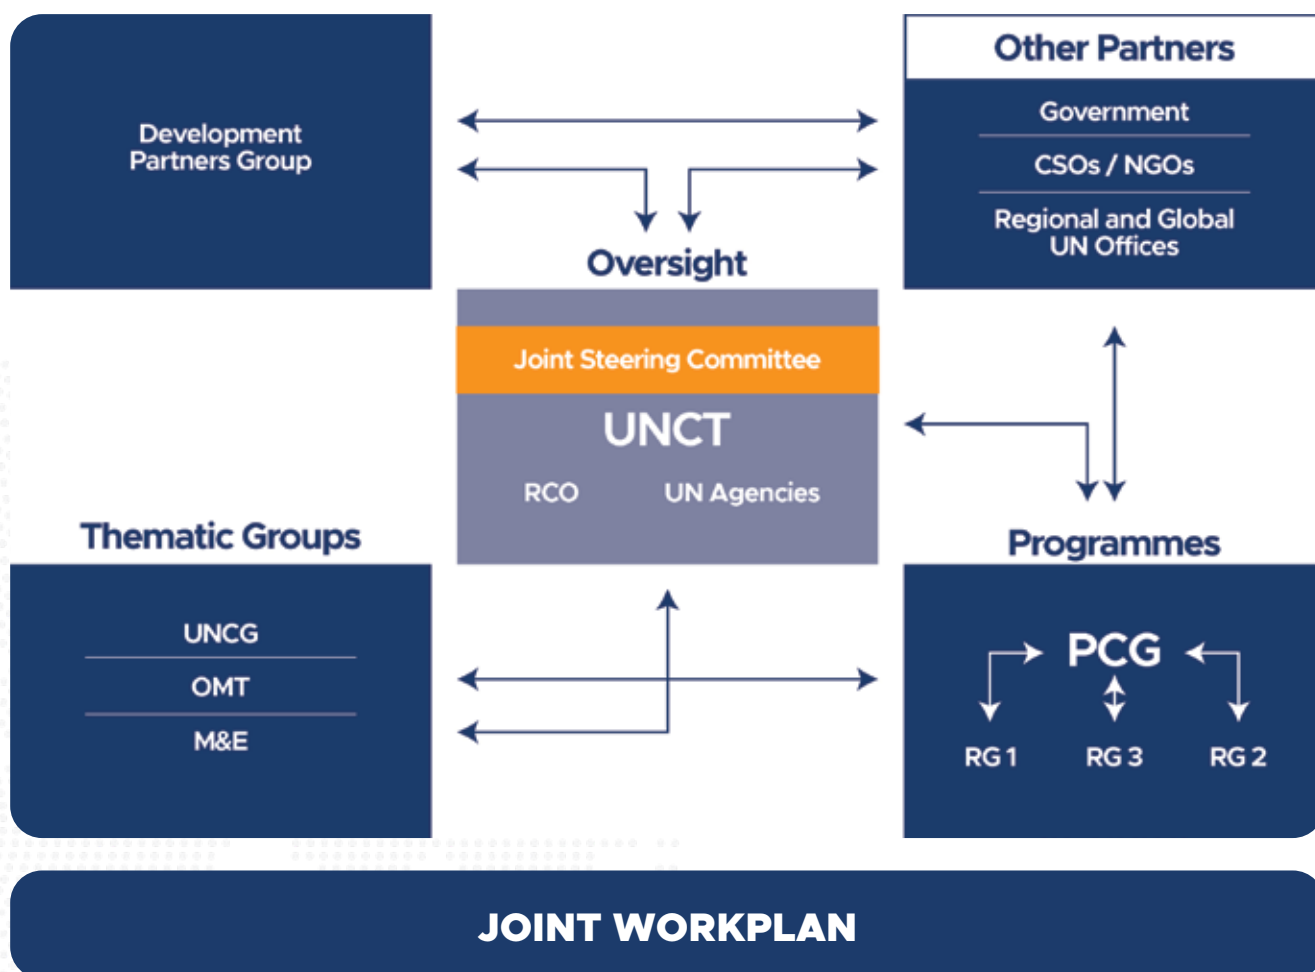 Development
Partners Group
Other Partners
Government
CSOs / NGOs
Regional and Global
UN Offices
Oversight
Joint Steering Committee
UNCT
RCO
UN Agencies
Thematic Groups
UNCG
OMT
M&E
Programmes
PCG
RG 1
RG 3
RG 2
JOINT WORKPLAN